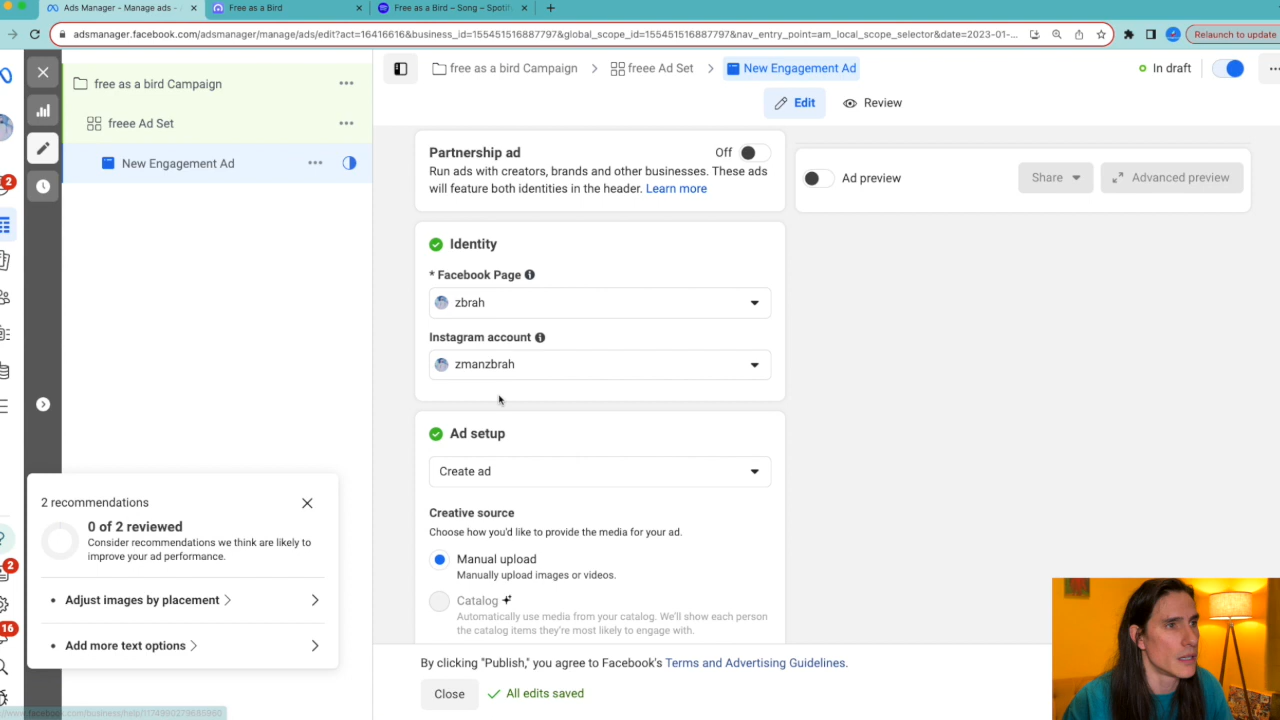 Ads Manager - Manage ads -
Free as a Bird
Free as a Bird – Song – Spotif
adsmanager.facebook.com/adsmanager/manage/ads/edit?act=16416616&business_id=155451516887797&global_scope_id=155451516887797&nav_entry_point=am_local_scope_selector&date=2023-01-...
Relaunch to update
free as a bird Campaign
freee Ad Set
New Engagement Ad
free as a bird Campaign
freee Ad Set
New Engagement Ad
In draft
Edit
Review
Partnership ad
Off
Run ads with creators, brands and other businesses. These ads
will feature both identities in the header. Learn more
Ad preview
Share
Advanced preview
Identity
* Facebook Page
zbrah
Instagram account
zmanzbrah
Ad setup
Create ad
Creative source
Choose how you'd like to provide the media for your ad.
Manual upload
Manually upload images or videos.
Catalog
Automatically use media from your catalog. We'll show each person
the catalog items they're most likely to engage with.
2
2 recommendations
0 of 2 reviewed
Consider recommendations we think are likely to
improve your ad performance.
2
Adjust images by placement
16
Add more text options
By clicking "Publish," you agree to Facebook's Terms and Advertising Guidelines.
Close
All edits saved
www.facebook.com/business/help/1174990279685960